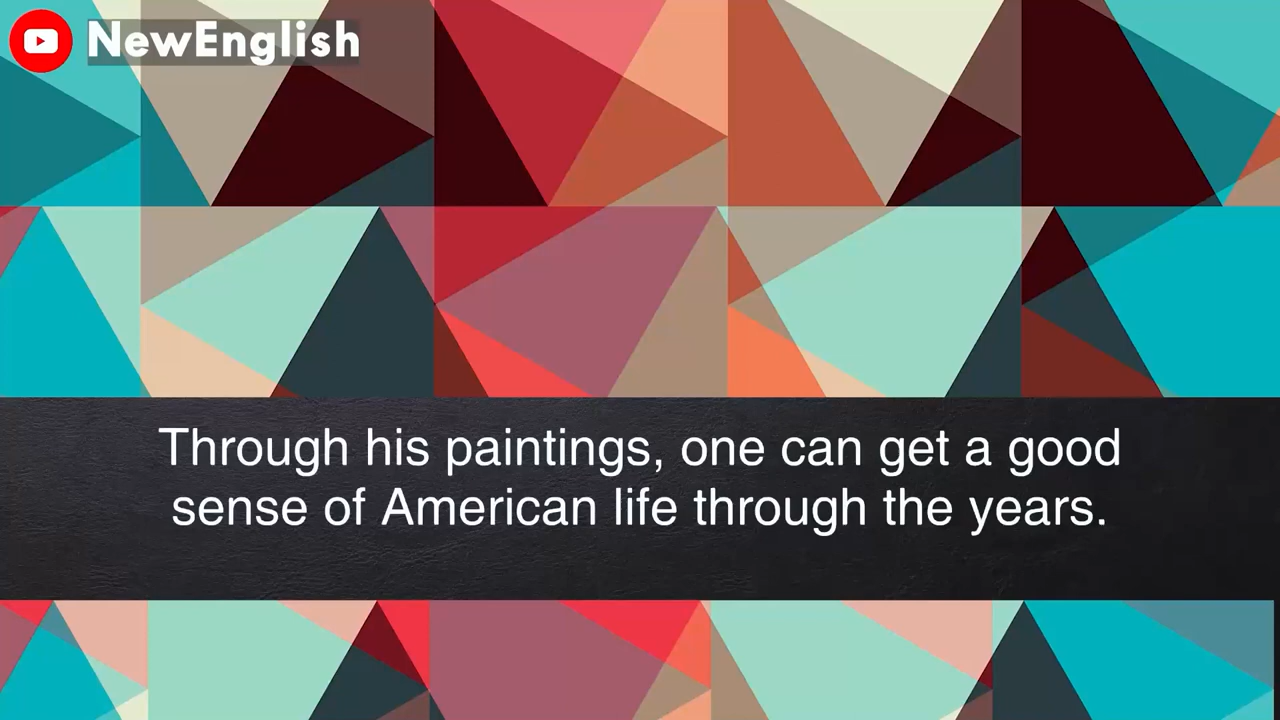 NewEnglish
Through his paintings, one can get a good
sense of American life through the years.